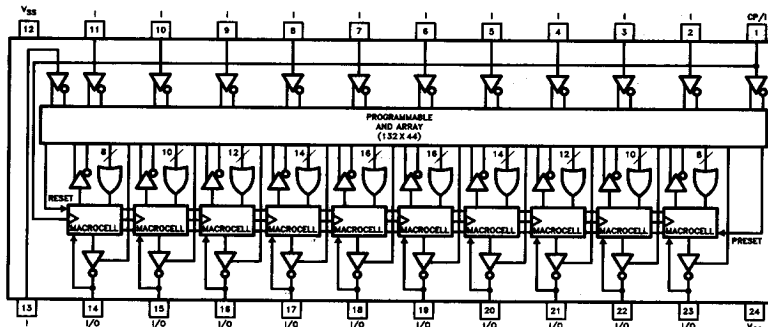 VSS I I I I I I I I I I CP/I
12 11 10 9 8 7 6 5 4 3 2 1
PROGRAMMABLE
AND ARRAY
(132 X 44)
8 10 12 14 16 16 14 12 10 8
RESET
MACROCELL MACROCELL MACROCELL MACROCELL MACROCELL MACROCELL MACROCELL MACROCELL MACROCELL MACROCELL
PRESET
13 14 15 16 17 18 19 20 21 22 23 24
I I/O I/O I/O I/O I/O I/O I/O I/O I/O I/O